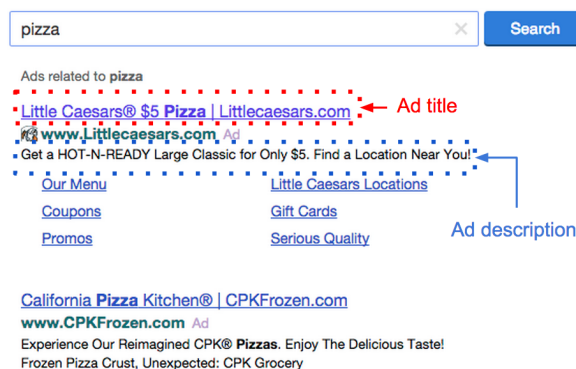 pizza
Search
Ads related to pizza
Little Caesars® $5 Pizza | Littlecaesars.com
Ad title
www.Littlecaesars.com Ad
Get a HOT-N-READY Large Classic for Only $5. Find a Location Near You!
Our Menu Little Caesars Locations
Coupons Gift Cards
Promos Serious Quality
Ad description
California Pizza Kitchen® | CPKFrozen.com
www.CPKFrozen.com Ad
Experience Our Reimagined CPK® Pizzas. Enjoy The Delicious Taste!
Frozen Pizza Crust, Unexpected: CPK Grocery